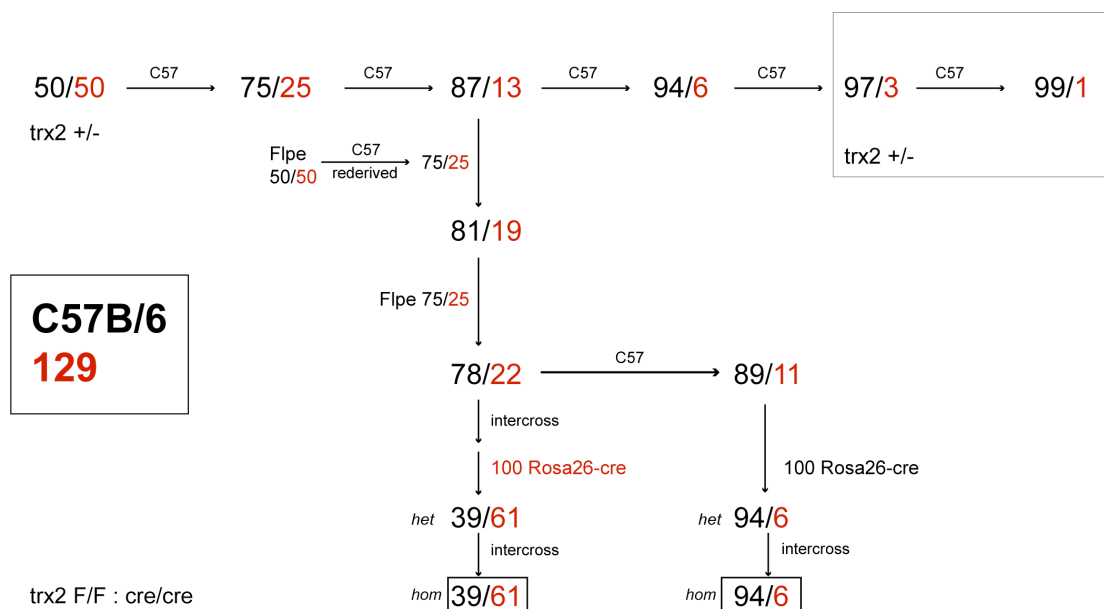 C57 C57 C57 C57 C57
50/50 75/25 87/13 94/6 97/3 99/1
trx2 +/-
trx2 +/-
Flpe
50/50
C57
rederived
75/25
81/19
C57B/6
129
Flpe 75/25
C57
78/22 89/11
intercross
100 Rosa26-cre 100 Rosa26-cre
het 39/61 het 94/6
intercross intercross
trx2 F/F : cre/cre hom 39/61 hom 94/6